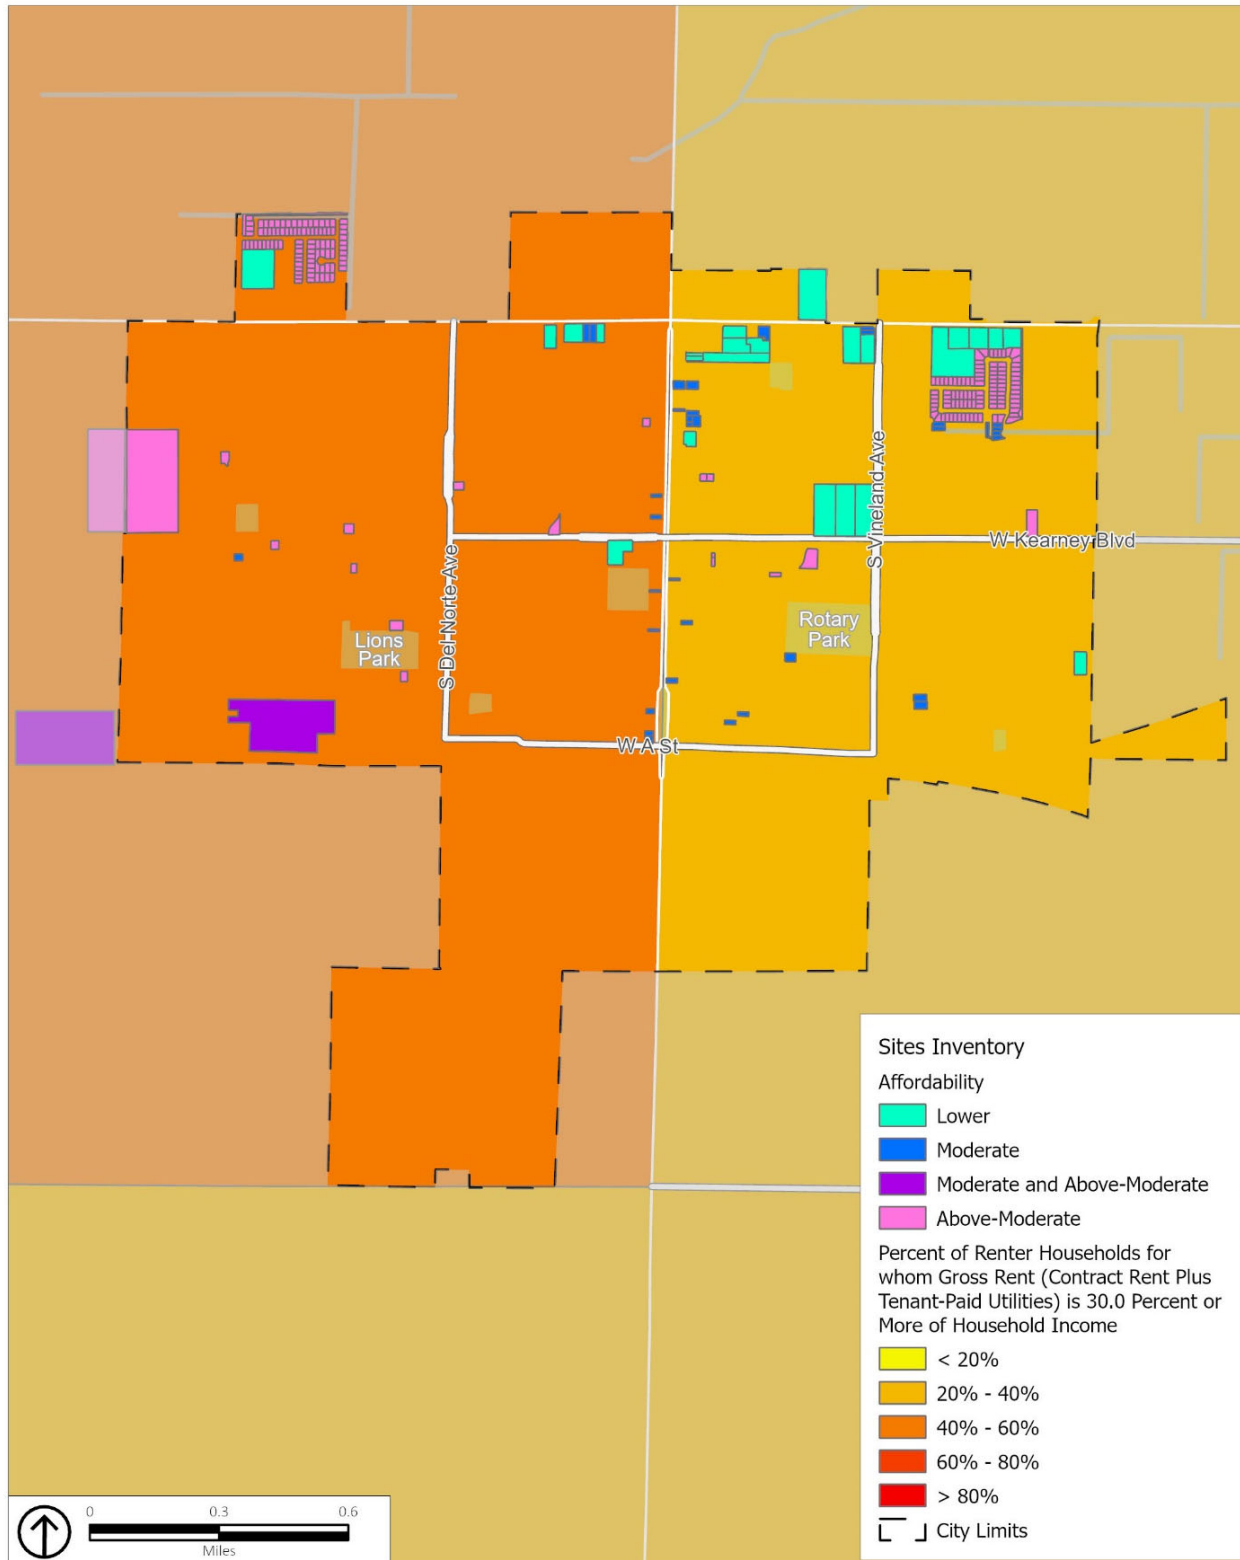 W Kearney Blvd
S Vineland Ave
S Del Norte Ave
Rotary
Park
Lions
Park
W A St
Sites Inventory
Affordability
Lower
Moderate
Moderate and Above-Moderate
Above-Moderate
Percent of Renter Households for
whom Gross Rent (Contract Rent Plus
Tenant-Paid Utilities) is 30.0 Percent or
More of Household Income
< 20%
20% - 40%
40% - 60%
60% - 80%
> 80%
City Limits
0 0.3 0.6
Miles